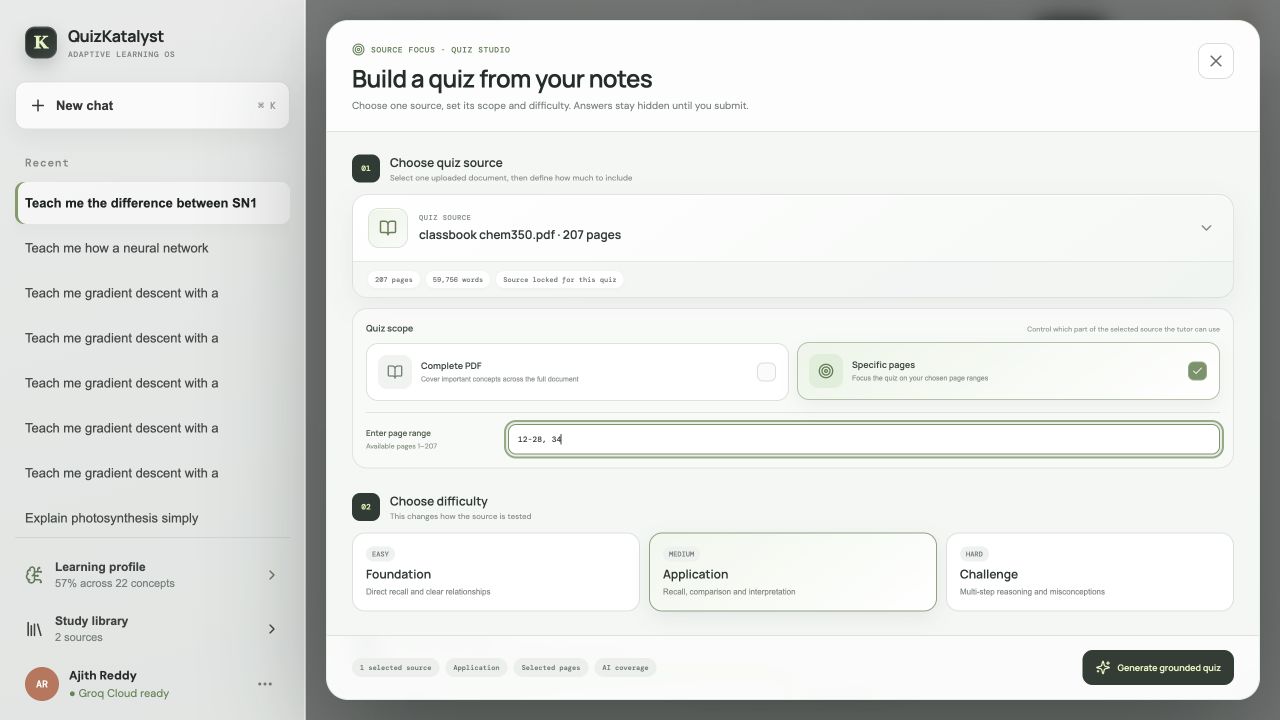 K
QuizKatalyst
ADAPTIVE LEARNING OS
New chat
⌘ K
Recent
Teach me the difference between SN1
Teach me how a neural network
Teach me gradient descent with a
Teach me gradient descent with a
Teach me gradient descent with a
Teach me gradient descent with a
Teach me gradient descent with a
Explain photosynthesis simply
Learning profile
57% across 22 concepts
Study library
2 sources
AR
Ajith Reddy
Groq Cloud ready
SOURCE FOCUS · QUIZ STUDIO
Build a quiz from your notes
Choose one source, set its scope and difficulty. Answers stay hidden until you submit.
01
Choose quiz source
Select one uploaded document, then define how much to include
QUIZ SOURCE
classbook chem350.pdf · 207 pages
207 pages
59,756 words
Source locked for this quiz
Quiz scope
Control which part of the selected source the tutor can use
Complete PDF
Cover important concepts across the full document
Specific pages
Focus the quiz on your chosen page ranges
Enter page range
Available pages 1–207
12-28, 34
02
Choose difficulty
This changes how the source is tested
EASY
Foundation
Direct recall and clear relationships
MEDIUM
Application
Recall, comparison and interpretation
HARD
Challenge
Multi-step reasoning and misconceptions
1 selected source
Application
Selected pages
AI coverage
Generate grounded quiz